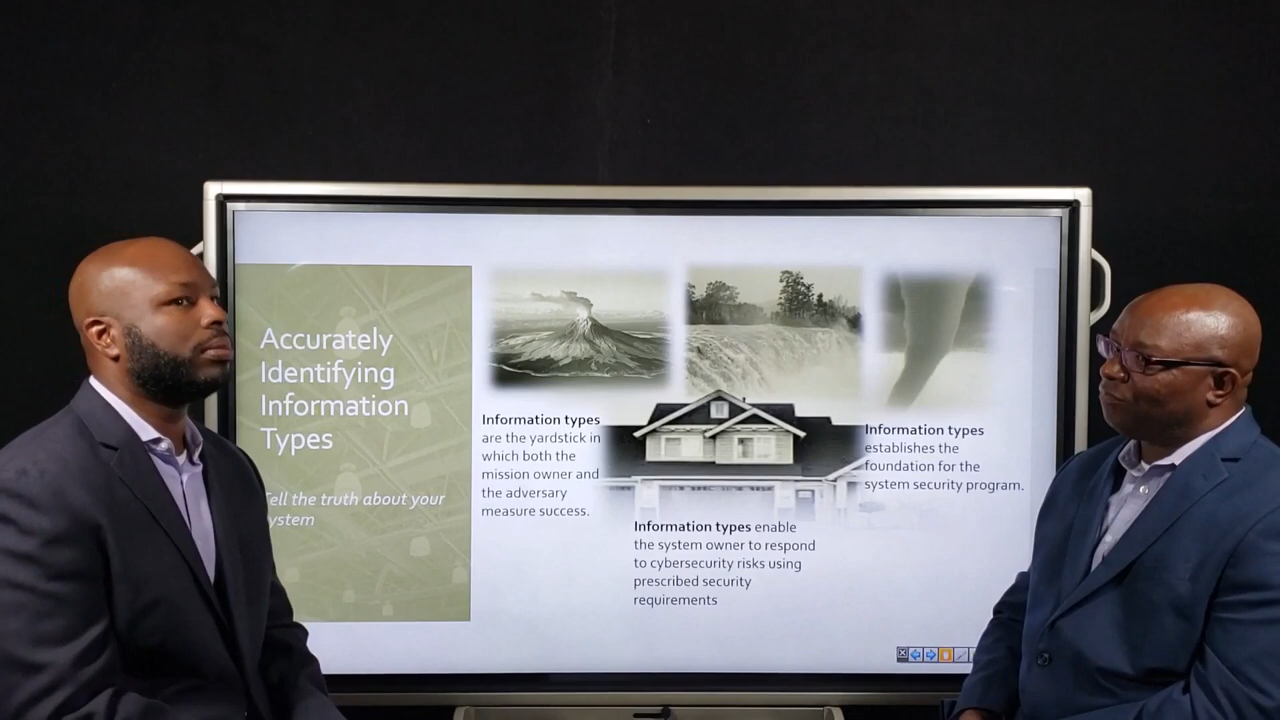 Accurately
Identifying
Information
Types
ell the truth about your
ystem
Information types
are the yardstick in
which both the
mission owner and
the adversary
measure success.
Information types enable
the system owner to respond
to cybersecurity risks using
prescribed security
requirements
Information types
establishes the
foundation for the
system security program.